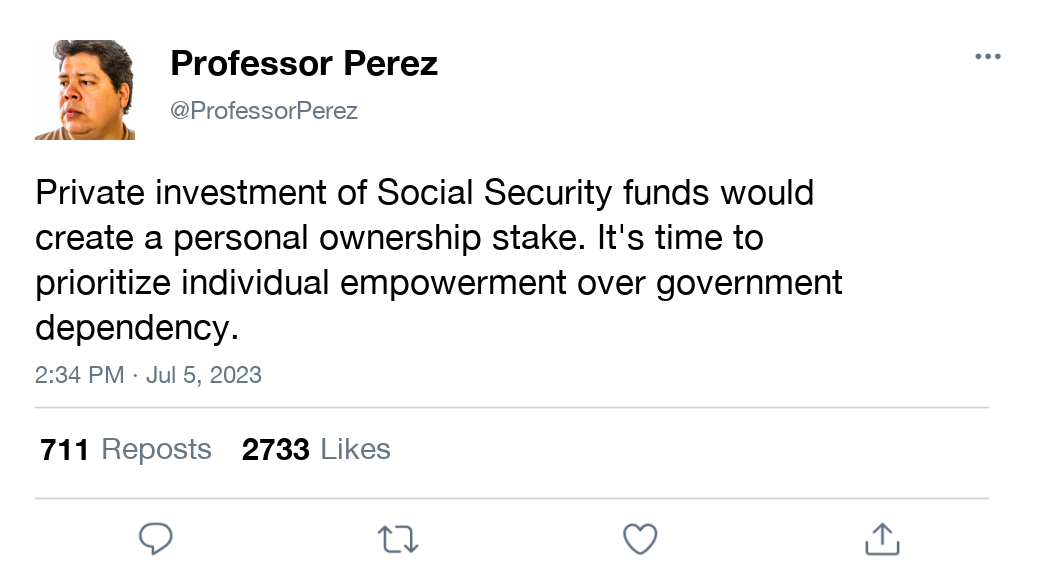 Professor Perez
@ProfessorPerez
Private investment of Social Security funds would
create a personal ownership stake. It's time to
prioritize individual empowerment over government
dependency.
2:34 PM · Jul 5, 2023
711 Reposts 2733 Likes